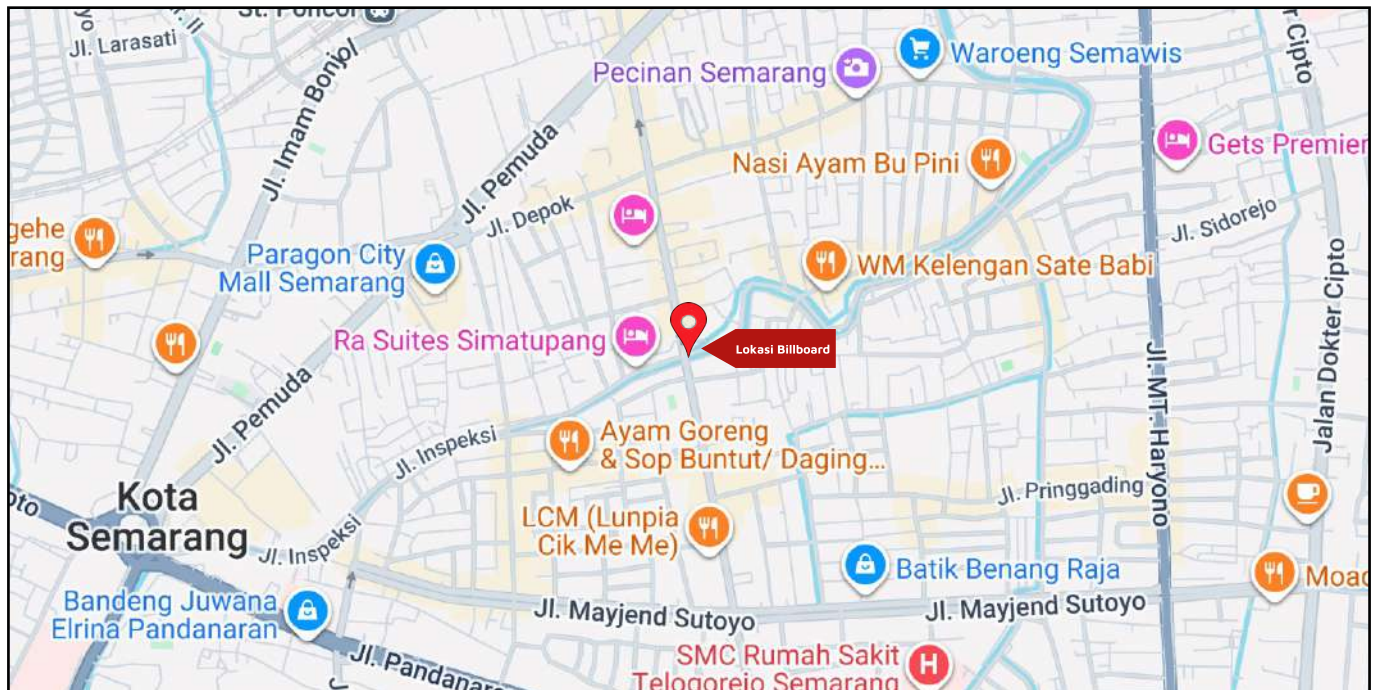 St. Poncol
Jl. Larasati
Jl. Imam Bonjol
Jl. Pemuda
Pecinan Semarang
Waroeng Semawis
Cipto
Gets Premier
Nasi Ayam Bu Pini
Jl. Depok
Jl. Sidorejo
gehe
rang
Paragon City
Mall Semarang
WM Kelengan Sate Babi
Jalan Dokter Cipto
Ra Suites Simatupang
Lokasi Billboard
Jl. MT. Haryono
Jl. Pemuda
Jl. Inspeksi
Ayam Goreng
& Sop Buntut/ Daging...
Jl. Pringgading
Kota
Semarang
LCM (Lunpia
Cik Me Me)
Jl. Inspeksi
Batik Benang Raja
Moac
Bandeng Juwana
Elrina Pandanaran
Jl. Mayjend Sutoyo
Jl. Mayjend Sutoyo
Jl. Pandanara
SMC Rumah Sakit
Telogorejo Semarang
H